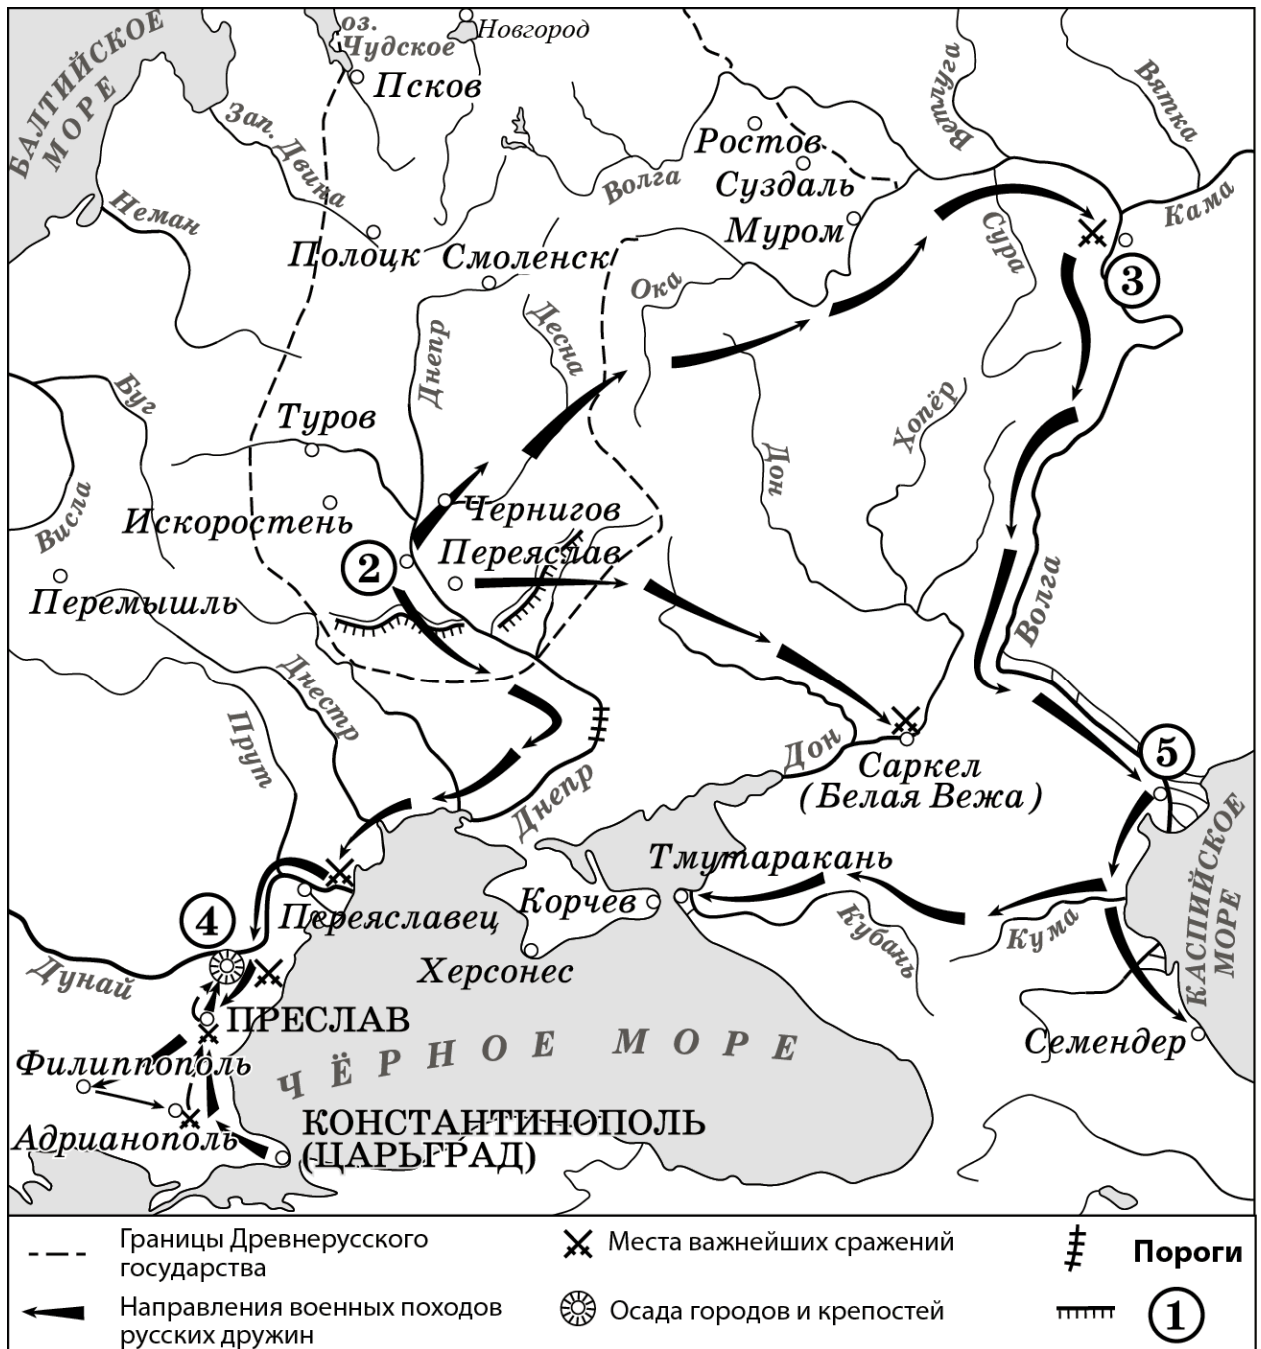 БАЛТИЙСКОЕ
МОРЕ
оз.
Чудское
Новгород
Псков
Зап. Двина
Неман
Полоцк
Смоленск
Волга
Ростов
Суздаль
Муром
Ветлуга
Вятка
Кама
Сура
3
Ока
Десна
Днепр
Буг
Туров
Висла
Искоростень
Чернигов
2
Переяслав
Перемышль
Дон
Хопёр
Волга
Днестр
Прут
Днепр
Дон
Саркел
(Белая Вежа)
5
КАСПИЙСКОЕ
МОРЕ
Тмутаракань
Корчев
Херсонес
Кубань
Кума
Семендер
4
Переяславец
Дунай
ПРЕСЛАВ
Филиппополь
Адрианополь
ЧЁРНОЕ МОРЕ
КОНСТАНТИНОПОЛЬ
(ЦАРЬГРАД)
Границы Древнерусского
государства
Направления военных походов
русских дружин
Места важнейших сражений
Осада городов и крепостей
Пороги
1